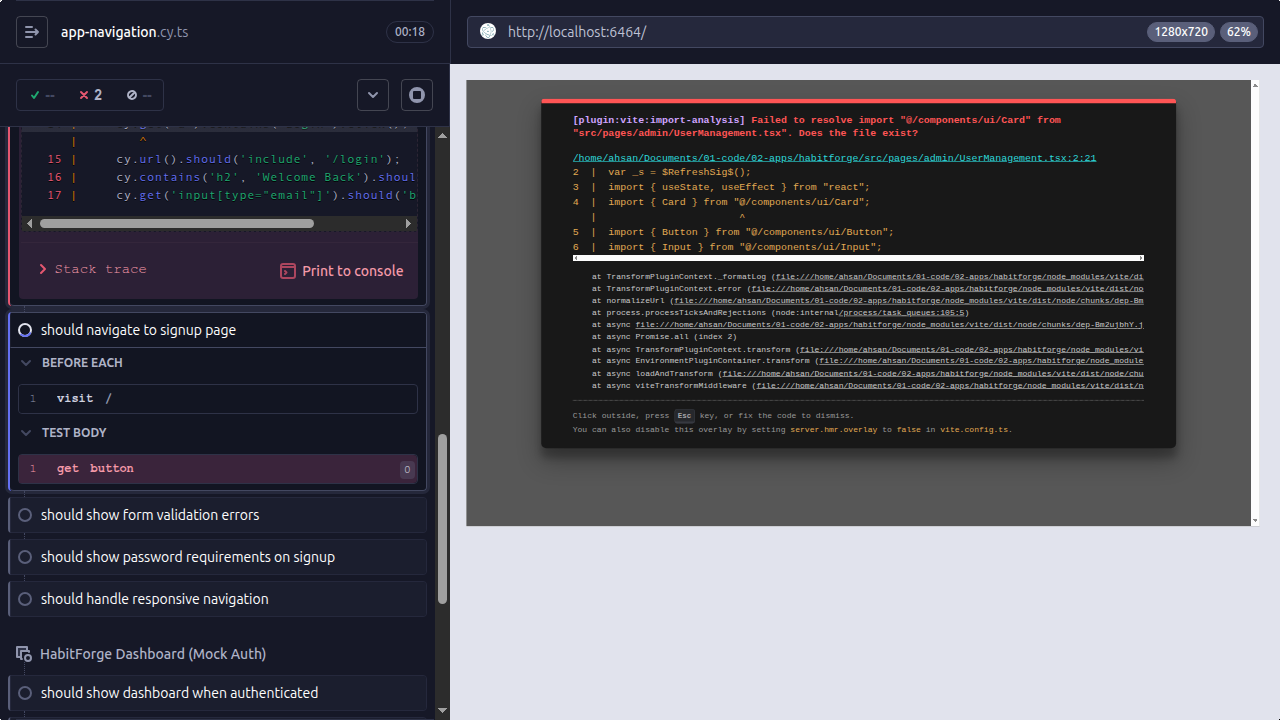 app-navigation.cy.ts
00:18
-- 2 --
|        ^
15 |     cy.url().should('include', '/login');
16 |     cy.contains('h2', 'Welcome Back').shoul
17 |     cy.get('input[type="email"]').should('b
Stack trace
Print to console
should navigate to signup page
BEFORE EACH
1 visit /
TEST BODY
1 get button 0
should show form validation errors
should show password requirements on signup
should handle responsive navigation
HabitForge Dashboard (Mock Auth)
should show dashboard when authenticated
http://localhost:6464/
1280x720 62%
[plugin:vite:import-analysis] Failed to resolve import "@/components/ui/Card" from
"src/pages/admin/UserManagement.tsx". Does the file exist?
/home/ahsan/Documents/01-code/02-apps/habitforge/src/pages/admin/UserManagement.tsx:2:21
2  |  var _s = $RefreshSig$();
3  |  import { useState, useEffect } from "react";
4  |  import { Card } from "@/components/ui/Card";
   |                        ^
5  |  import { Button } from "@/components/ui/Button";
6  |  import { Input } from "@/components/ui/Input";
at TransformPluginContext._formatLog (file:///home/ahsan/Documents/01-code/02-apps/habitforge/node_modules/vite/di
at TransformPluginContext.error (file:///home/ahsan/Documents/01-code/02-apps/habitforge/node_modules/vite/dist/no
at normalizeUrl (file:///home/ahsan/Documents/01-code/02-apps/habitforge/node_modules/vite/dist/node/chunks/dep-Bm
at process.processTicksAndRejections (node:internal/process/task_queues:105:5)
at async file:///home/ahsan/Documents/01-code/02-apps/habitforge/node_modules/vite/dist/node/chunks/dep-Bm2ujbhY.j
at async Promise.all (index 2)
at async TransformPluginContext.transform (file:///home/ahsan/Documents/01-code/02-apps/habitforge/node_modules/vi
at async EnvironmentPluginContainer.transform (file:///home/ahsan/Documents/01-code/02-apps/habitforge/node_module
at async loadAndTransform (file:///home/ahsan/Documents/01-code/02-apps/habitforge/node_modules/vite/dist/node/chu
at async viteTransformMiddleware (file:///home/ahsan/Documents/01-code/02-apps/habitforge/node_modules/vite/dist/n
Click outside, press Esc key, or fix the code to dismiss.
You can also disable this overlay by setting server.hmr.overlay to false in vite.config.ts.